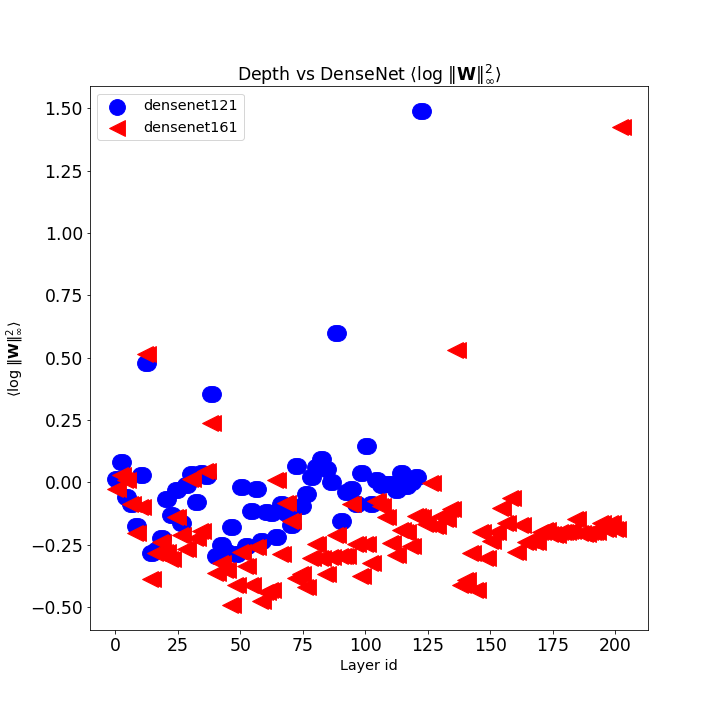 Depth vs DenseNet ⟨log ‖W‖²∞⟩
densenet121
densenet161
1.50
1.25
1.00
0.75
0.50
0.25
0.00
−0.25
−0.50
⟨log ‖W‖²∞⟩
0 25 50 75 100 125 150 175 200
Layer id